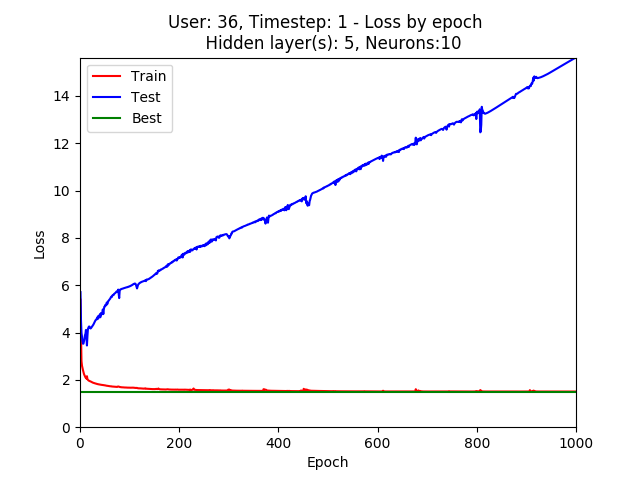 User: 36, Timestep: 1 - Loss by epoch
Hidden layer(s): 5, Neurons:10
Train
Test
Best
14
12
10
8
6
4
2
0
Loss
0 200 400 600 800 1000
Epoch